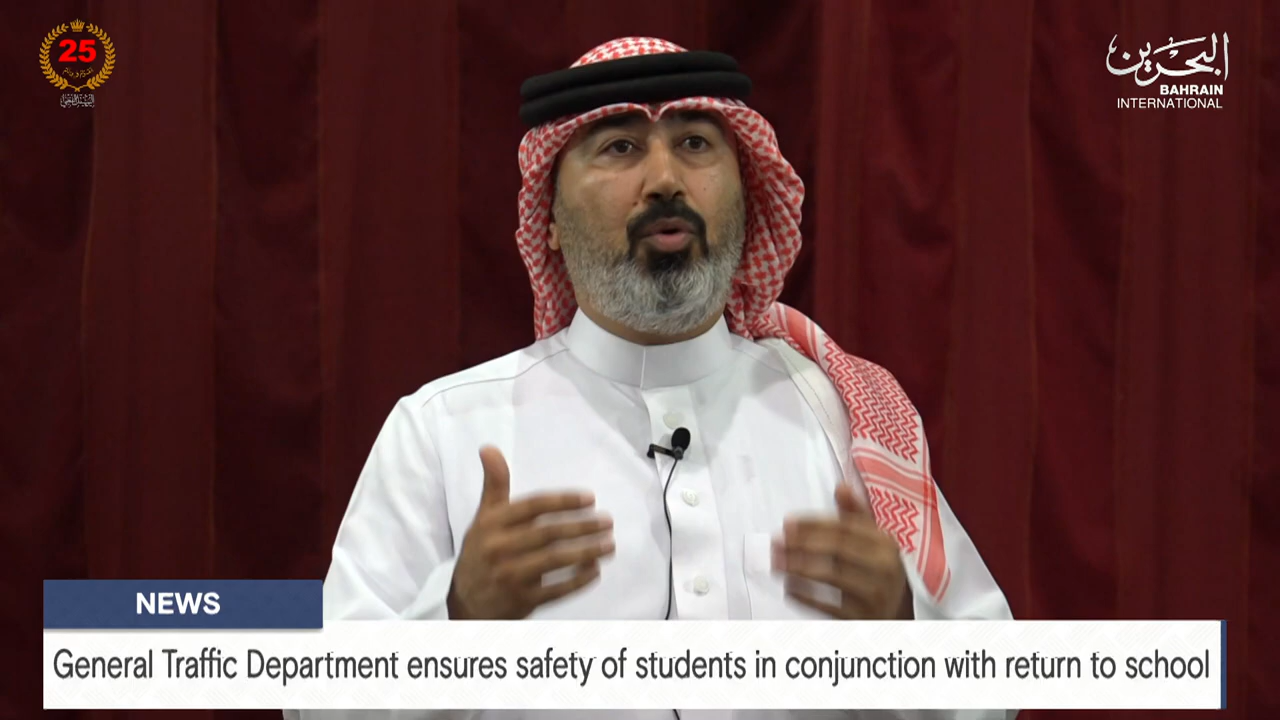 25
البحرين
BAHRAIN
INTERNATIONAL
NEWS
General Traffic Department ensures safety of students in conjunction with return to school